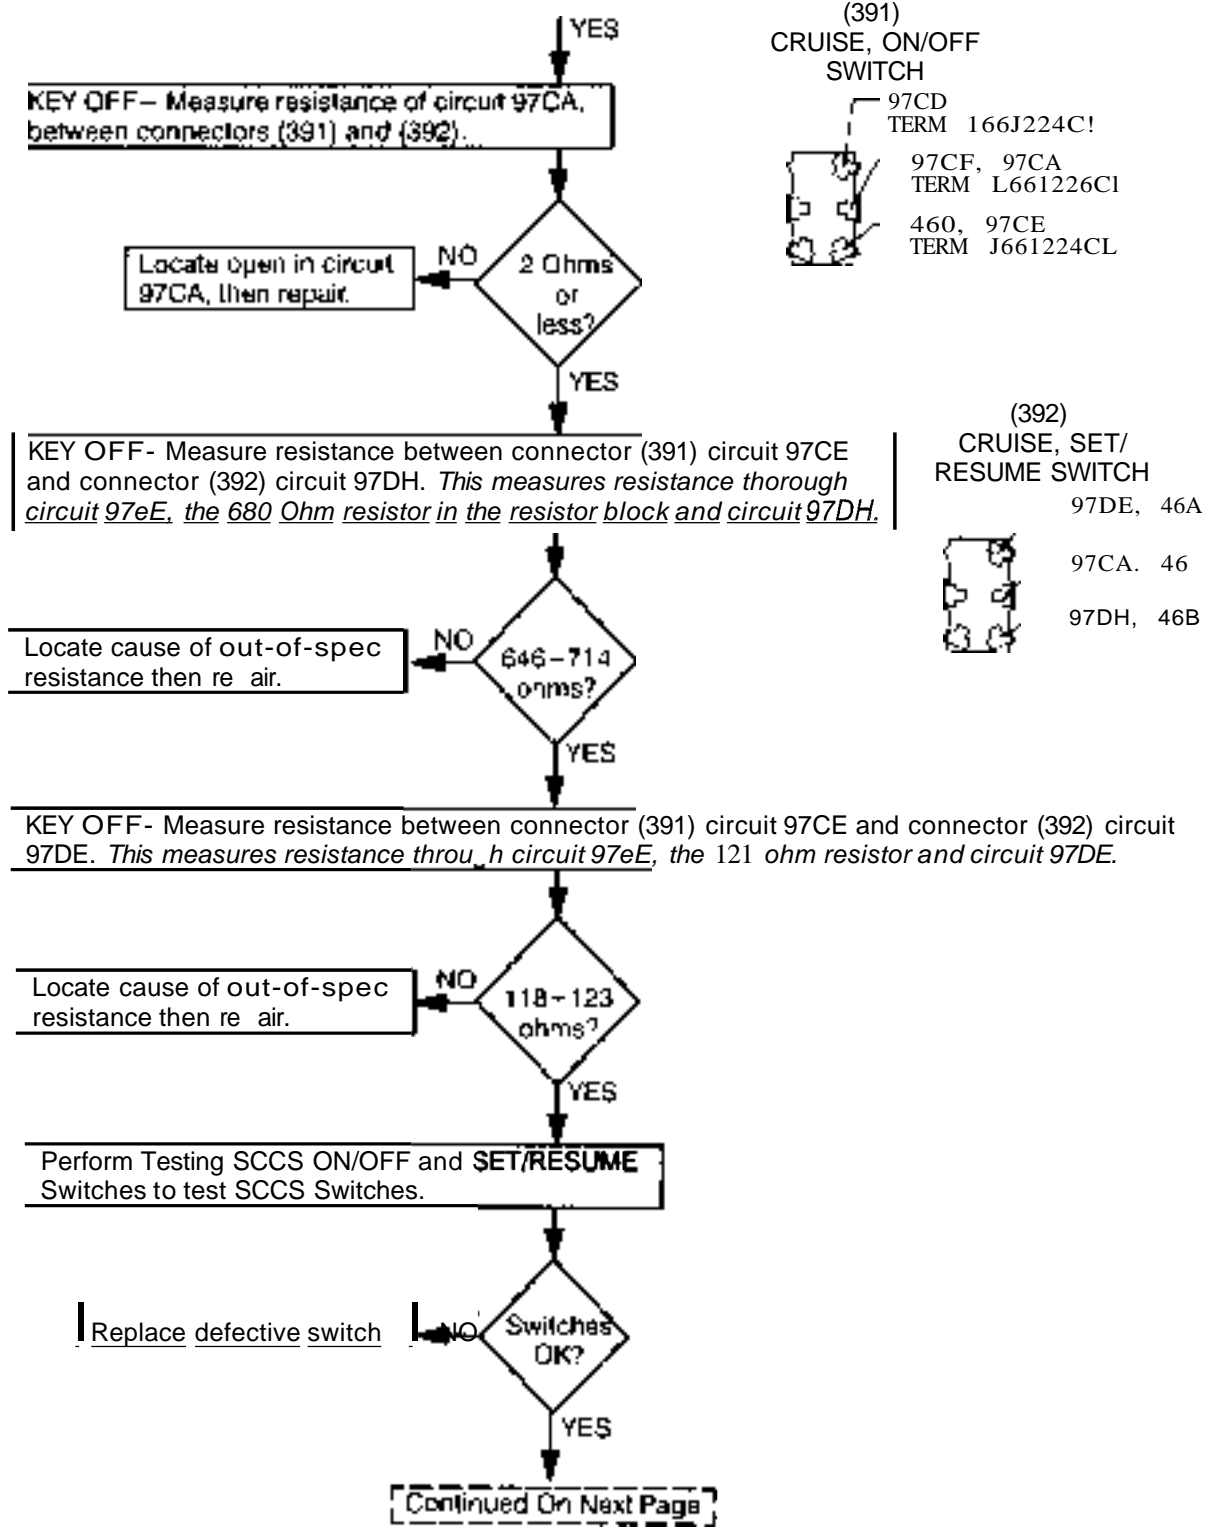 YES
KEY OFF– Measure resistance of circuit 97CA,
between connectors (391) and (392).
2 Ohms
or
less?
NO
Locate open in circuit
97CA, then repair.
YES
(391)
CRUISE, ON/OFF
SWITCH
97CD
TERM 166J224C!
97CF, 97CA
TERM L661226Cl
460, 97CE
TERM J661224CL
KEY OFF- Measure resistance between connector (391) circuit 97CE
and connector (392) circuit 97DH. This measures resistance thorough
circuit 97eE, the 680 Ohm resistor in the resistor block and circuit 97DH.
(392)
CRUISE, SET/
RESUME SWITCH
97DE, 46A
97CA. 46
97DH, 46B
646–714
ohms?
NO
Locate cause of out-of-spec
resistance then re air.
YES
KEY OFF- Measure resistance between connector (391) circuit 97CE and connector (392) circuit
97DE. This measures resistance throu h circuit 97eE, the 121 ohm resistor and circuit 97DE.
118–123
ohms?
NO
Locate cause of out-of-spec
resistance then re air.
YES
Perform Testing SCCS ON/OFF and SET/RESUME
Switches to test SCCS Switches.
Switches
OK?
NO
Replace defective switch
YES
Continued On Next Page